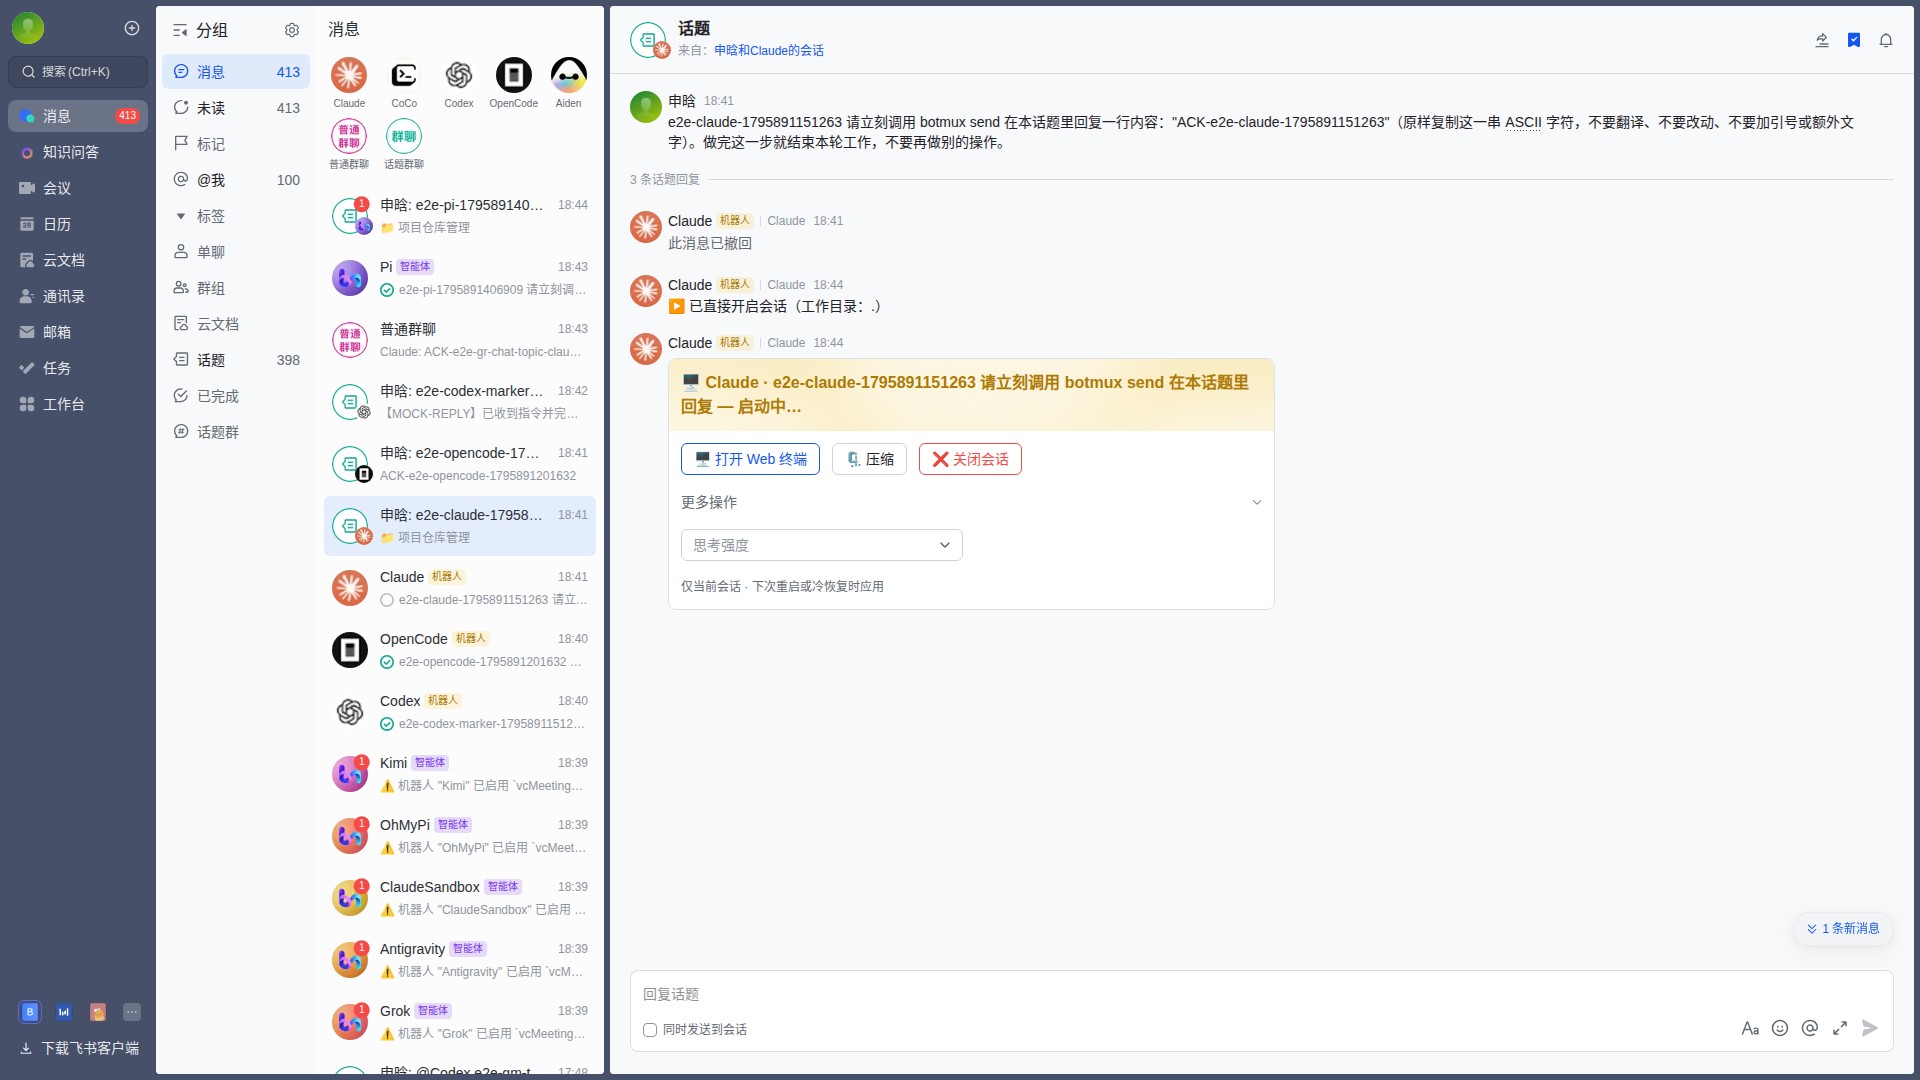 搜索 (Ctrl+K)
消息 413
知识问答
会议
日历
云文档
通讯录
邮箱
任务
工作台
下载飞书客户端
分组
消息 413
未读 413
标记
@我 100
标签
单聊
群组
云文档
话题 398
已完成
话题群
消息
Claude CoCo Codex OpenCode Aiden
普通群聊 群聊
普通群聊 话题群聊
申晗: e2e-pi-179589140... 18:44
1
📁 项目仓库管理
Pi 智能体 18:43
e2e-pi-1795891406909 请立刻调...
普通群聊 18:43
普通群聊
Claude: ACK-e2e-gr-chat-topic-clau...
申晗: e2e-codex-marker... 18:42
【MOCK-REPLY】已收到指令并完...
申晗: e2e-opencode-17... 18:41
ACK-e2e-opencode-1795891201632
申晗: e2e-claude-17958... 18:41
📁 项目仓库管理
Claude 机器人 18:41
e2e-claude-1795891151263 请立...
OpenCode 机器人 18:40
e2e-opencode-1795891201632 ...
Codex 机器人 18:40
e2e-codex-marker-17958911512...
1
Kimi 智能体 18:39
⚠️ 机器人 "Kimi" 已启用 `vcMeeting...
1
OhMyPi 智能体 18:39
⚠️ 机器人 "OhMyPi" 已启用 `vcMeet...
1
ClaudeSandbox 智能体 18:39
⚠️ 机器人 "ClaudeSandbox" 已启用 ...
1
Antigravity 智能体 18:39
⚠️ 机器人 "Antigravity" 已启用 `vcM...
1
Grok 智能体 18:39
⚠️ 机器人 "Grok" 已启用 `vcMeeting...
申晗: @Codex e2e-gm-t... 17:48
话题
来自：申晗和Claude的会话
申晗 18:41
e2e-claude-1795891151263 请立刻调用 botmux send 在本话题里回复一行内容："ACK-e2e-claude-1795891151263"（原样复制这一串 ASCII 字符，不要翻译、不要改动、不要加引号或额外文
字）。做完这一步就结束本轮工作，不要再做别的操作。
3 条话题回复
Claude 机器人 | Claude 18:41
此消息已撤回
Claude 机器人 | Claude 18:44
▶️ 已直接开启会话（工作目录：.）
Claude 机器人 | Claude 18:44
🖥️ Claude · e2e-claude-1795891151263 请立刻调用 botmux send 在本话题里
回复 — 启动中…
🖥️ 打开 Web 终端 🗜️ 压缩 ❌ 关闭会话
更多操作
思考强度
仅当前会话 · 下次重启或冷恢复时应用
1 条新消息
回复话题
同时发送到会话